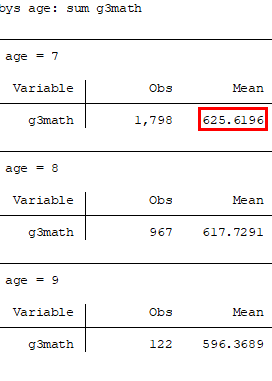 bys age: sum g3math
age = 7
Variable Obs Mean
g3math 1,798 625.6196
age = 8
Variable Obs Mean
g3math 967 617.7291
age = 9
Variable Obs Mean
g3math 122 596.3689